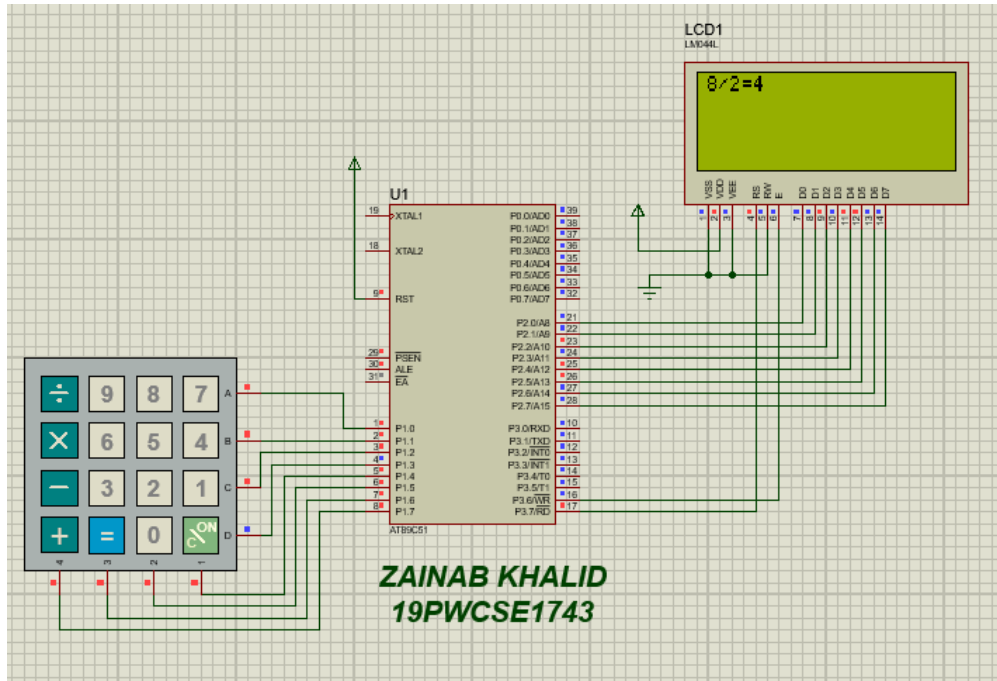 LCD1
LM044L
8/2=4
VSS VDD VEE RS RW E D0 D1 D2 D3 D4 D5 D6 D7
1 2 3 4 5 6 7 8 9 10 11 12 13 14
U1
19 XTAL1 P0.0/AD0 39
P0.1/AD1 38
P0.2/AD2 37
18 XTAL2 P0.3/AD3 36
P0.4/AD4 35
P0.5/AD5 34
P0.6/AD6 33
9 RST P0.7/AD7 32
P2.0/A8 21
P2.1/A9 22
P2.2/A10 23
29 PSEN P2.3/A11 24
30 ALE P2.4/A12 25
31 EA P2.5/A13 26
P2.6/A14 27
P2.7/A15 28
1 P1.0 P3.0/RXD 10
2 P1.1 P3.1/TXD 11
3 P1.2 P3.2/INT0 12
4 P1.3 P3.3/INT1 13
5 P1.4 P3.4/T0 14
6 P1.5 P3.5/T1 15
7 P1.6 P3.6/WR 16
8 P1.7 P3.7/RD 17
AT89C51
÷ 9 8 7 A
× 6 5 4 B
− 3 2 1 C
+ = 0 ON/C D
4 3 2 1
ZAINAB KHALID
19PWCSE1743